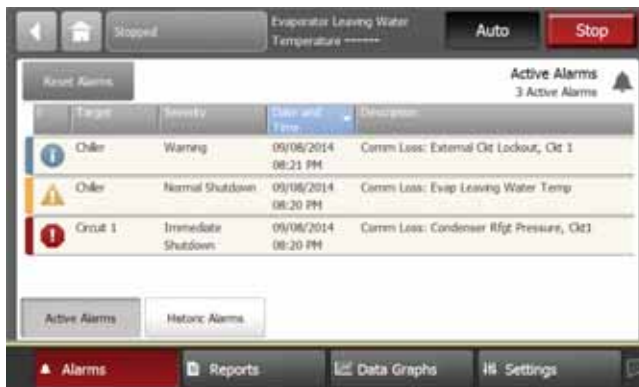 Stopped
Evaporator Leaving Water
Temperature ------
Auto
Stop
Reset Alarms
Active Alarms
3 Active Alarms
Target
Severity
Date and
Time
Description
Chiller
Warning
09/08/2014
08:21 PM
Comm Loss: External Ckt Lockout, Ckt 1
Chiller
Normal Shutdown
09/08/2014
08:20 PM
Comm Loss: Evap Leaving Water Temp
Circuit 1
Immediate
Shutdown
09/08/2014
08:20 PM
Comm Loss: Condenser Rfgt Pressure, Ckt1
Active Alarms
Historic Alarms
Alarms
Reports
Data Graphs
Settings